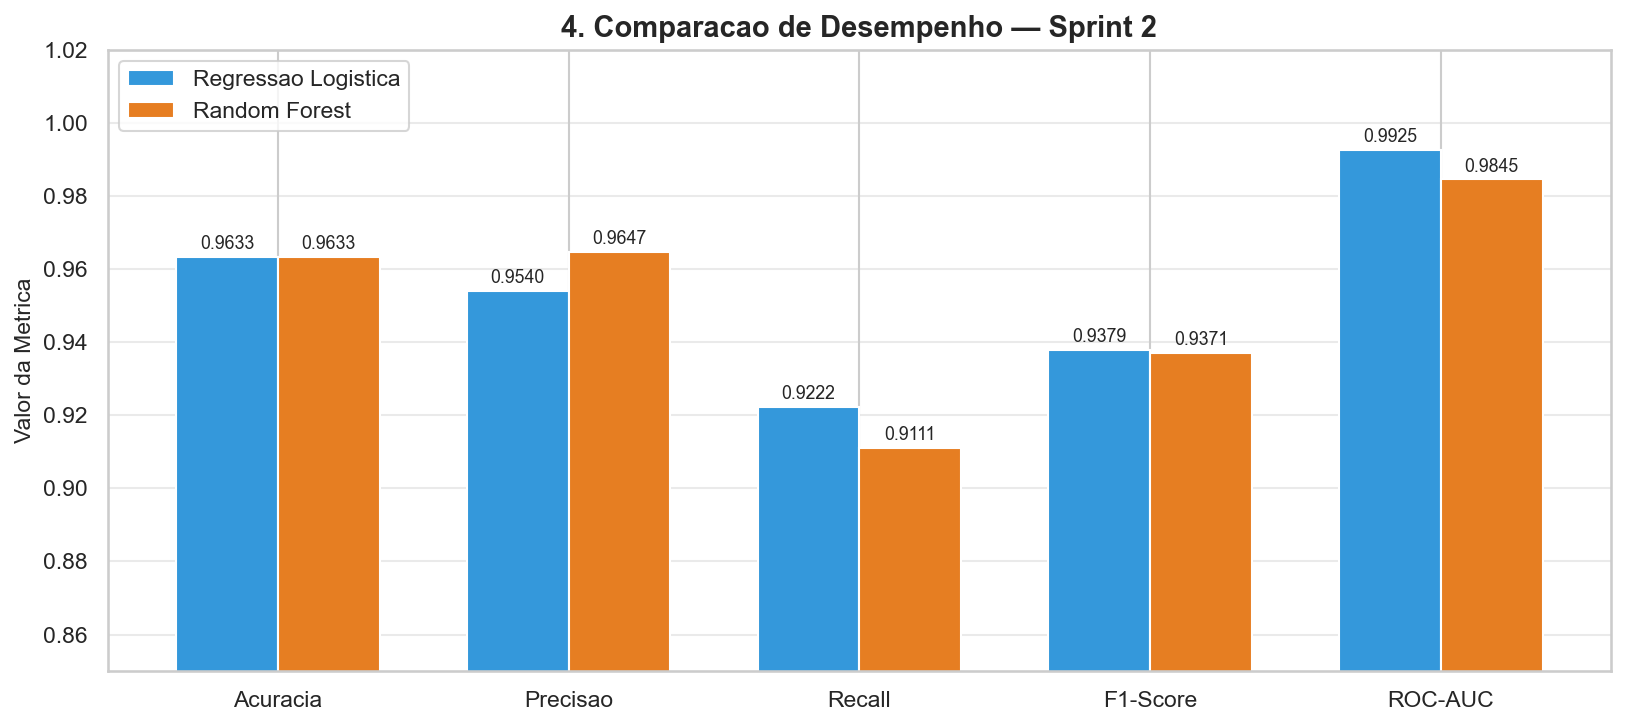 4. Comparacao de Desempenho — Sprint 2
Regressao Logistica
Random Forest
Valor da Metrica
1.02
1.00
0.98
0.96
0.94
0.92
0.90
0.88
0.86
0.9633
0.9633
0.9540
0.9647
0.9222
0.9111
0.9379
0.9371
0.9925
0.9845
Acuracia
Precisao
Recall
F1-Score
ROC-AUC